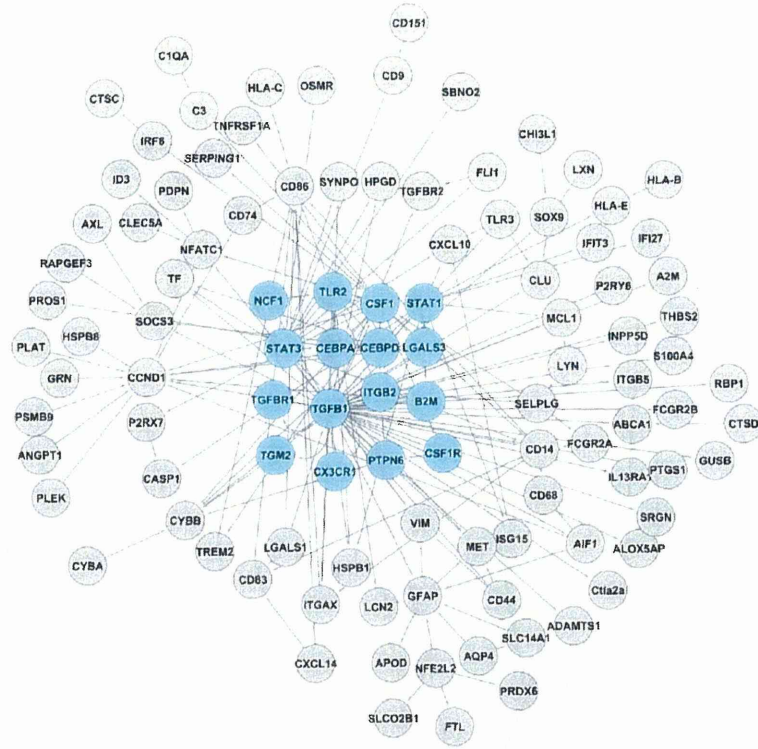 CD151
C1QA
CD9
CTSC
HLA-C
OSMR
SBNO2
C3
TNFRSF1A
CHI3L1
IRF8
SERPING1
LXN
ID3
PDPN
CD86
SYNPO
HPGD
TGFBR2
FLI1
HLA-B
HLA-E
AXL
CLEC5A
CD74
TLR3
SOX9
NFATC1
CXCL10
IFIT3
IFI27
RAPGEF3
TF
CLU
P2RY6
A2M
PROS1
NCF1
TLR2
CSF1
STAT1
SOCS3
MCL1
THBS2
PLAT
HSPB8
STAT3
CEBPA
CEBPD
LGALS3
INPP5D
S100A4
GRN
CCND1
LYN
ITGB5
RBP1
TGFBR1
ITGFB1
ITGB2
B2M
SELPLG
FCGR2B
PSMB9
P2RX7
ABCA1
CTSD
ANGPT1
TGM2
CX3CR1
PTPN6
CSF1R
CD14
FCGR2A
GUSB
PLEK
CASP1
IL13RA1
PTGS1
CD68
CYBB
VIM
SRGN
TREM2
LGALS1
MET
ISG15
AIF1
ALOX5AP
CYBA
CD83
HSPB1
ITGAX
LCN2
GFAP
CD44
Ctla2a
ADAMTS1
SLC14A1
CXCL14
APOD
NFE2L2
AQP4
PRDX6
SLCO2B1
FTL